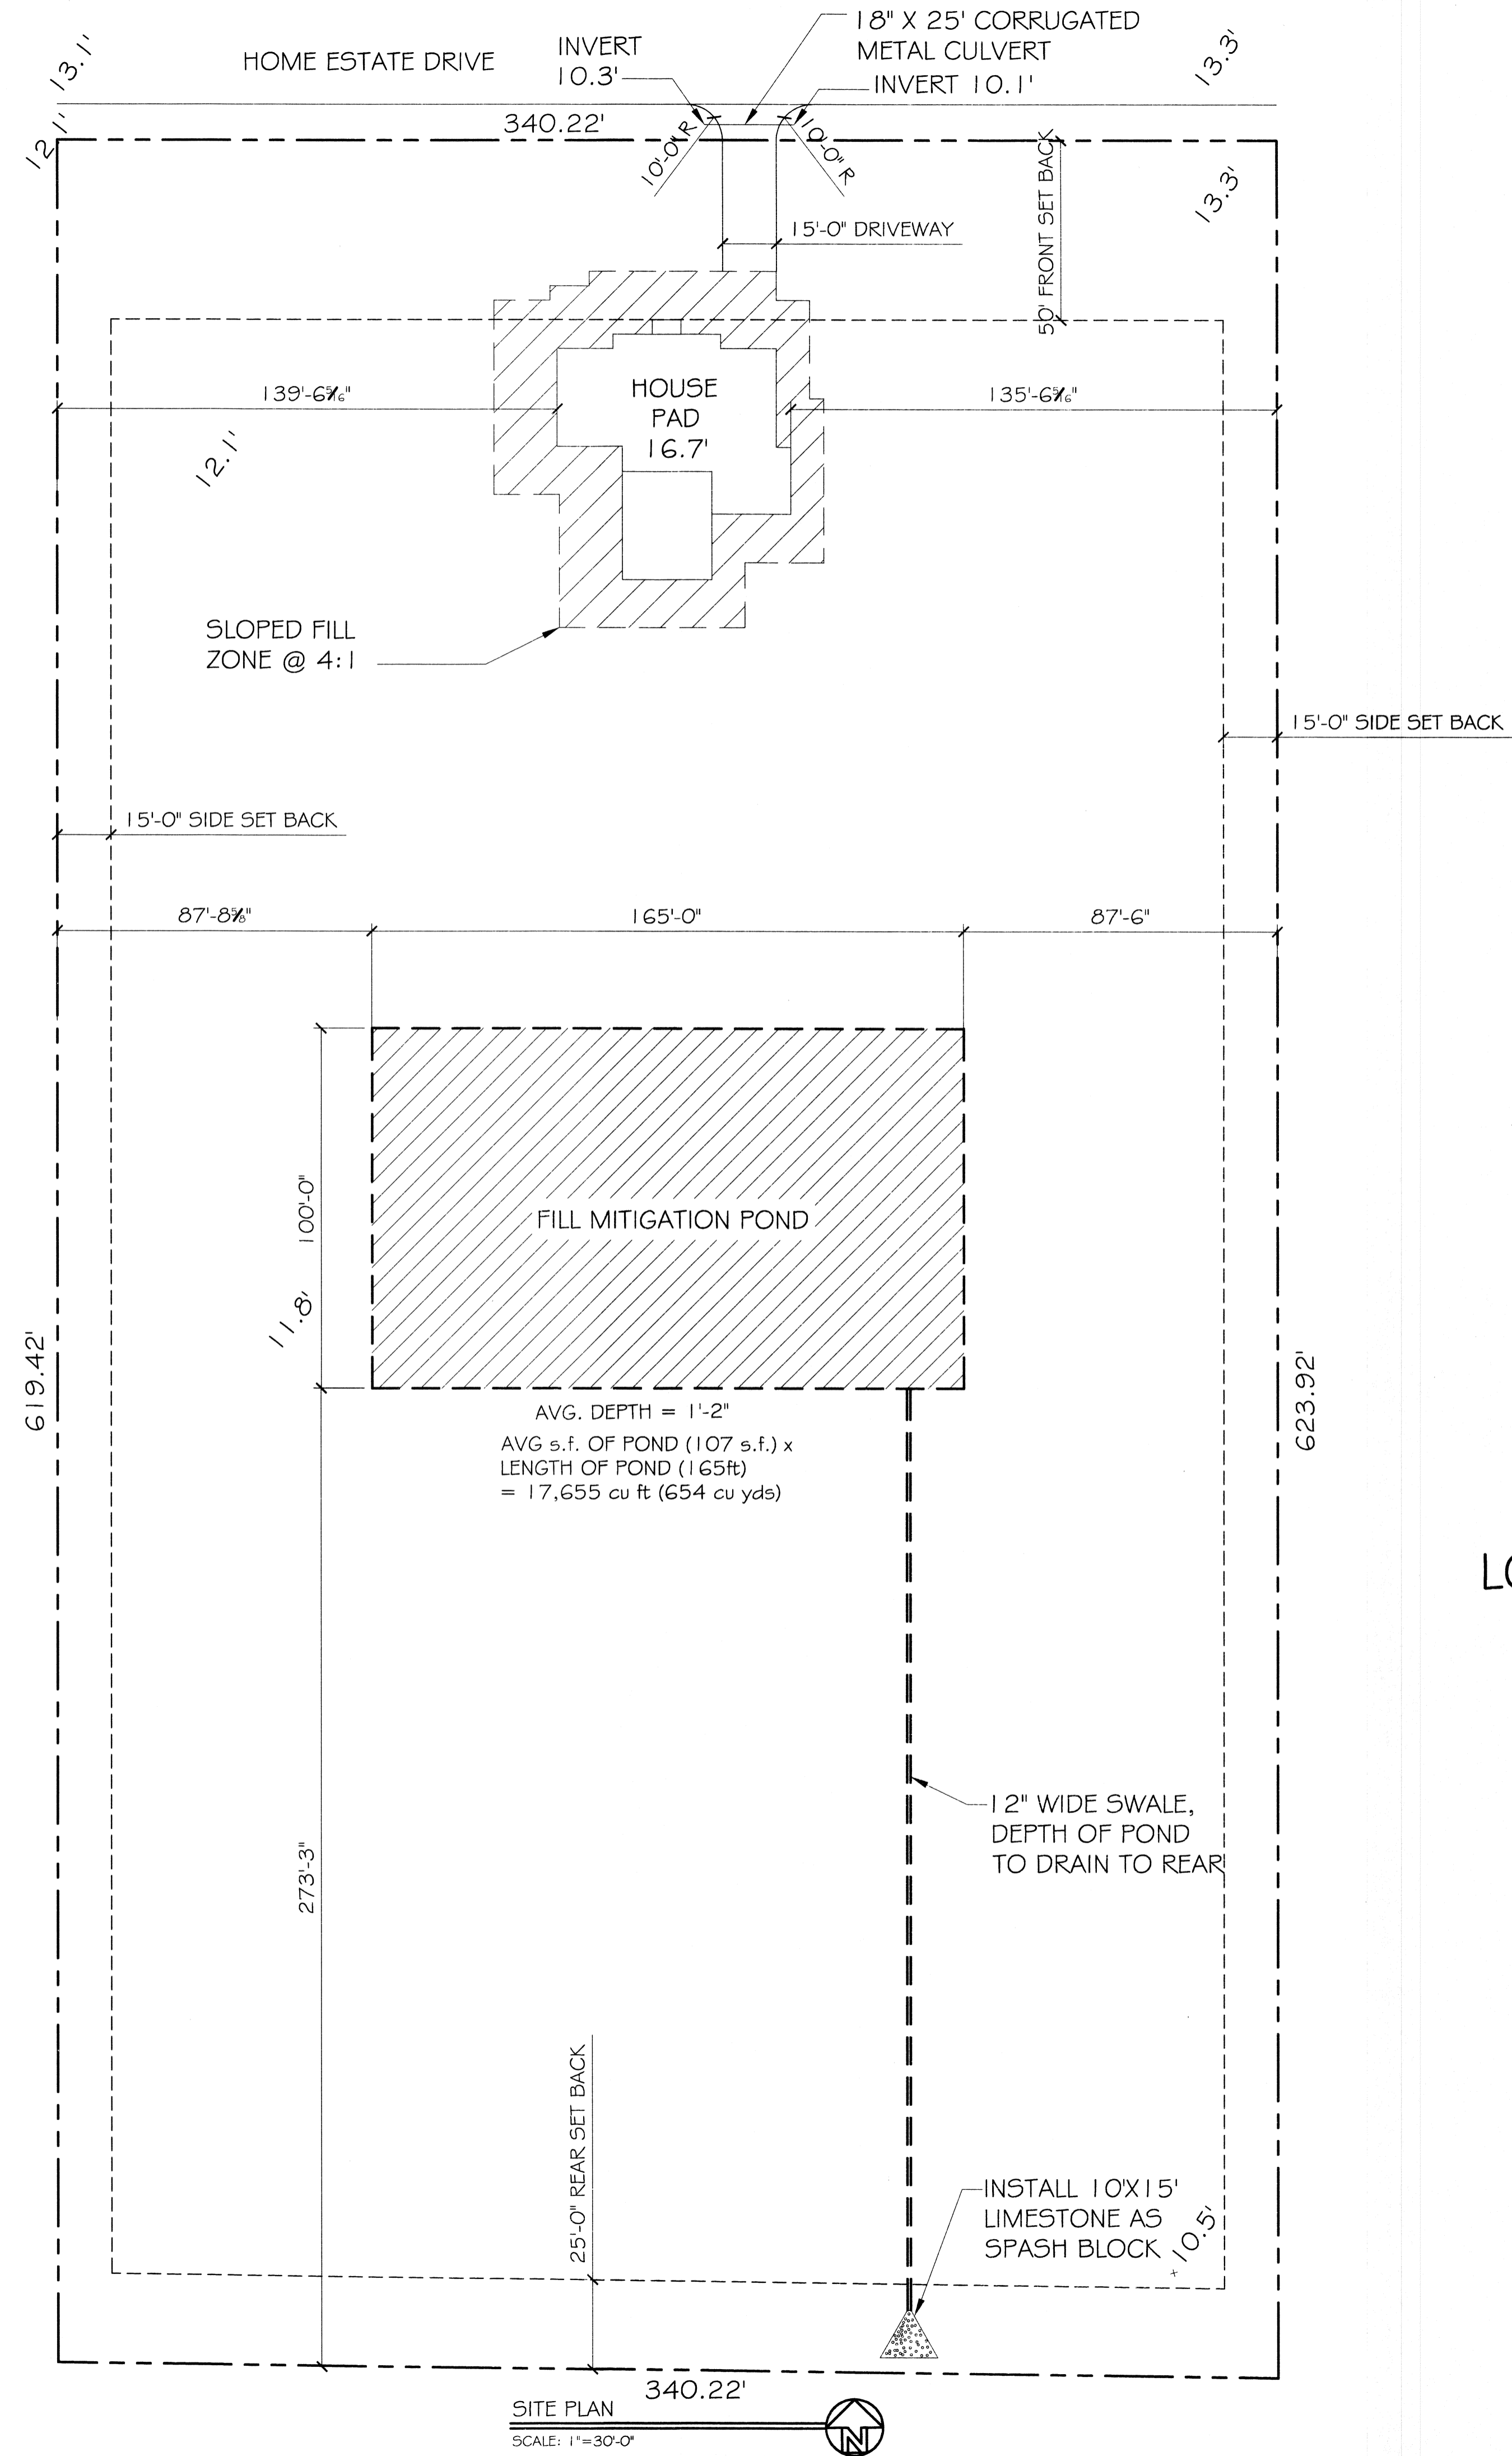 13.1'
HOME ESTATE DRIVE
INVERT
10.3'
18" X 25' CORRUGATED
METAL CULVERT
INVERT 10.1'
13.3'
12.1'
340.22'
10'-0" R
10'-0" R
13.3'
15'-0" DRIVEWAY
50' FRONT SET BACK
139'-6 5/16"
HOUSE
PAD
16.7'
135'-6 5/16"
12.1'
SLOPED FILL
ZONE @ 4:1
15'-0" SIDE SET BACK
15'-0" SIDE SET BACK
87'-8 5/8"
165'-0"
87'-6"
100'-0"
FILL MITIGATION POND
11.8'
619.42'
623.92'
AVG. DEPTH = 1'-2"
AVG s.f. OF POND (107 s.f.) x
LENGTH OF POND (165ft)
= 17,655 cu ft (654 cu yds)
LO
12" WIDE SWALE,
DEPTH OF POND
TO DRAIN TO REAR
273'-3"
25'-0" REAR SET BACK
INSTALL 10'X15'
LIMESTONE AS
SPASH BLOCK
+ 10.5'
340.22'
SITE PLAN
N
SCALE: 1"=30'-0"